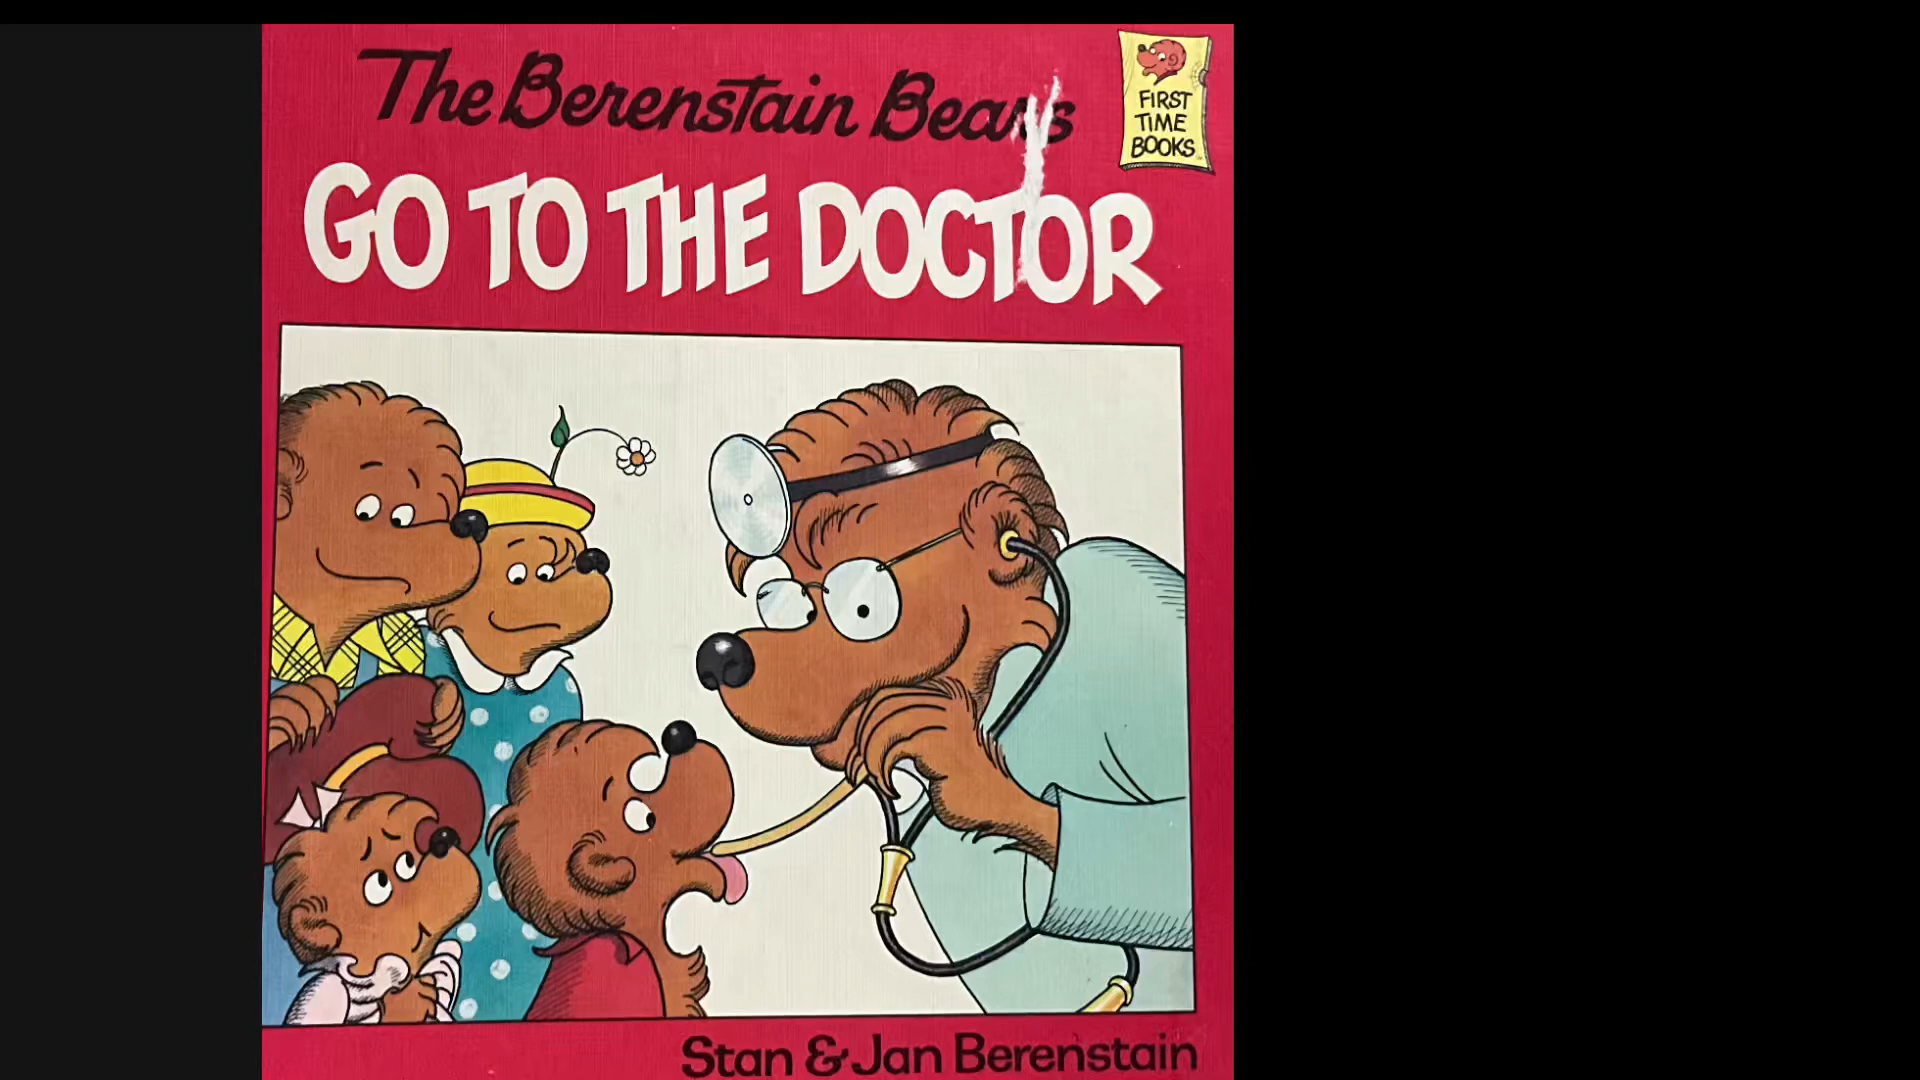 The Berenstain Bears
GO TO THE DOCTOR
FIRST
TIME
BOOKS
Stan & Jan Berenstain